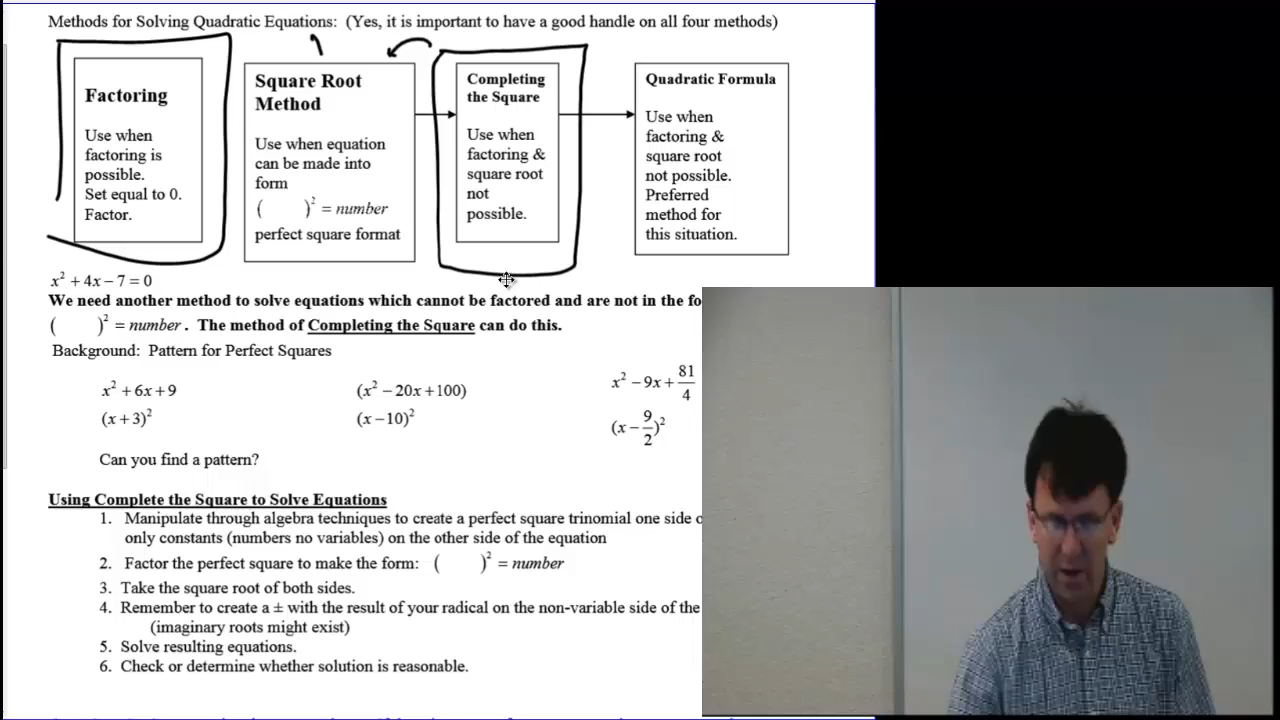 Methods for Solving Quadratic Equations: (Yes, it is important to have a good handle on all four methods)
Factoring
Use when
factoring is
possible.
Set equal to 0.
Factor.
Square Root
Method
Use when equation
can be made into
form
(      )² = number
perfect square format
Completing
the Square
Use when
factoring &
square root
not
possible.
Quadratic Formula
Use when
factoring &
square root
not possible.
Preferred
method for
this situation.
x² + 4x − 7 = 0
We need another method to solve equations which cannot be factored and are not in the fo
(      )² = number. The method of Completing the Square can do this.
Background: Pattern for Perfect Squares
x² + 6x + 9
(x + 3)²
(x² − 20x + 100)
(x − 10)²
x² − 9x + 81/4
(x − 9/2)²
Can you find a pattern?
Using Complete the Square to Solve Equations
1. Manipulate through algebra techniques to create a perfect square trinomial one side o
only constants (numbers no variables) on the other side of the equation
2. Factor the perfect square to make the form: (      )² = number
3. Take the square root of both sides.
4. Remember to create a ± with the result of your radical on the non-variable side of the
(imaginary roots might exist)
5. Solve resulting equations.
6. Check or determine whether solution is reasonable.